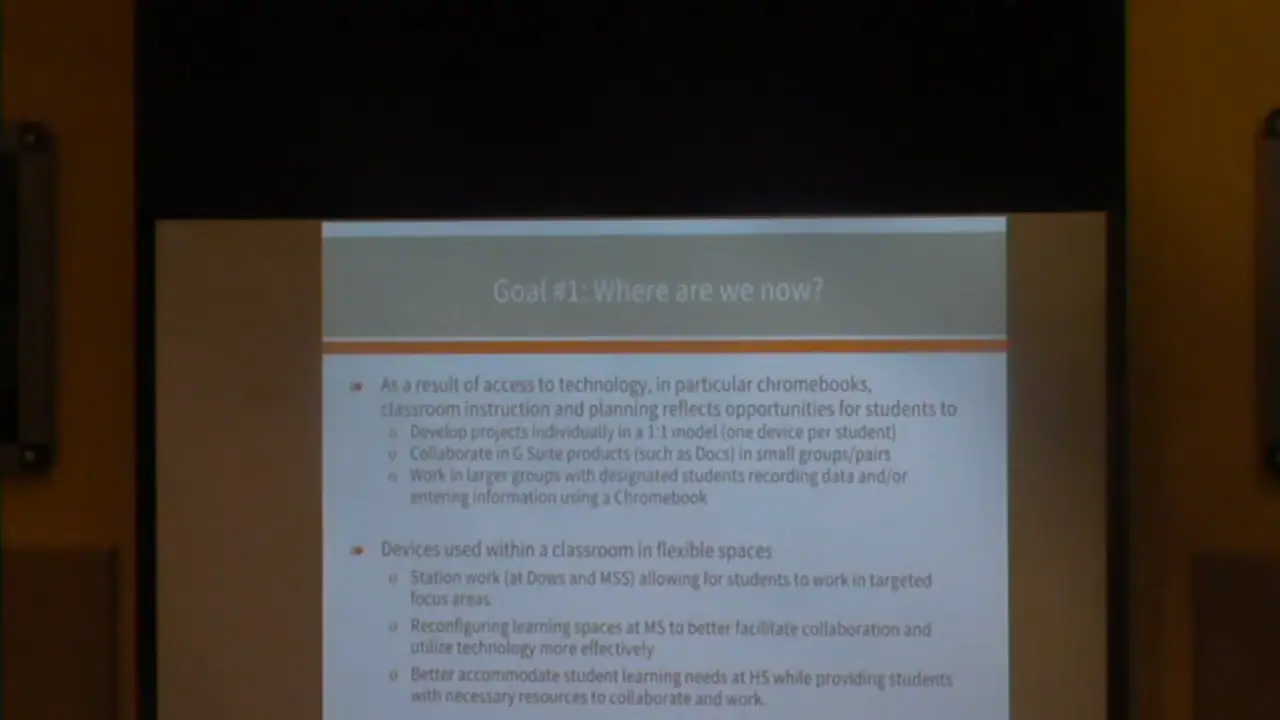 Goal #1: Where are we now?
As a result of access to technology, in particular chromebooks,
classroom instruction and planning reflects opportunities for students to
Develop projects individually in a 1:1 model (one device per student)
Collaborate in G Suite products (such as Docs) in small groups/pairs
Work in larger groups with designated students recording data and/or
entering information using a Chromebook
Devices used within a classroom in flexible spaces
Station work (at Dows and MSS) allowing for students to work in targeted
focus areas.
Reconfiguring learning spaces at MS to better facilitate collaboration and
utilize technology more effectively
Better accommodate student learning needs at HS while providing students
with necessary resources to collaborate and work.